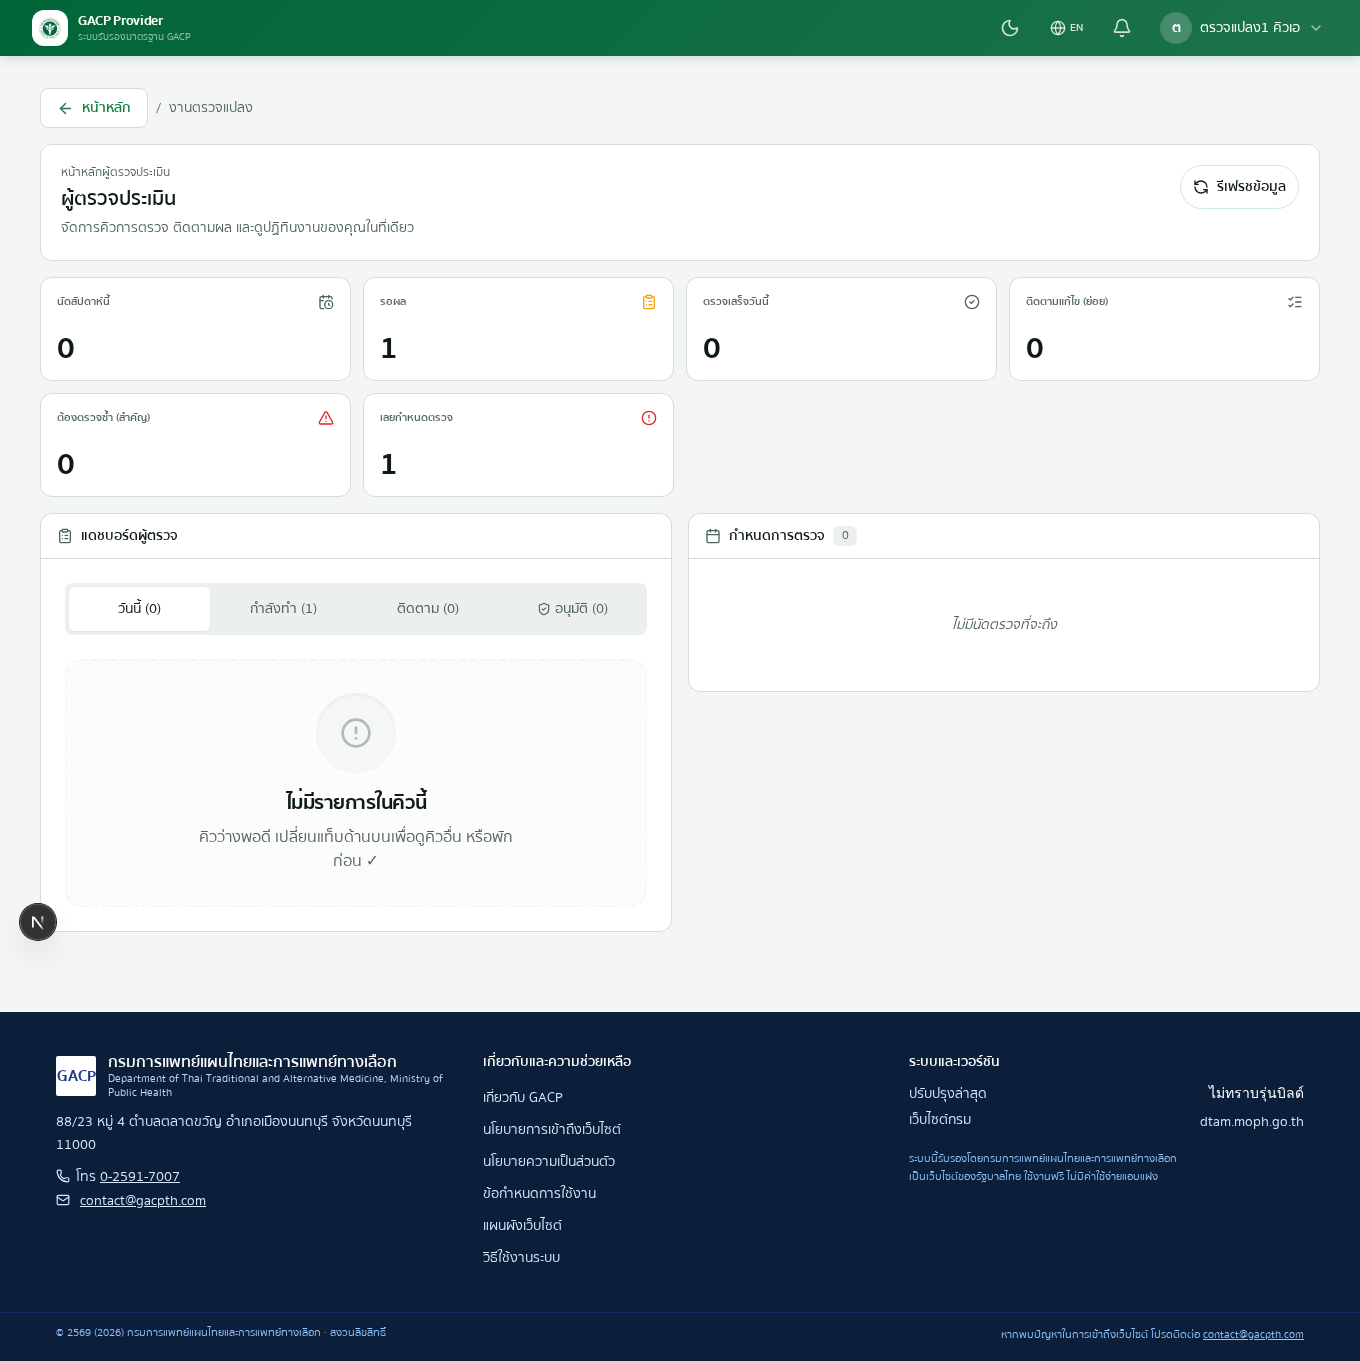 GACP Provider
ระบบรับรองมาตรฐาน GACP
EN
ต
ตรวจแปลง1 คิวเอ
หน้าหลัก
/ งานตรวจแปลง
หน้าหลักผู้ตรวจประเมิน
ผู้ตรวจประเมิน
จัดการคิวการตรวจ ติดตามผล และดูปฏิทินงานของคุณในที่เดียว
รีเฟรชข้อมูล
นัดสัปดาห์นี้
0
รอผล
1
ตรวจเสร็จวันนี้
0
ติดตามแก้ไข (ย่อย)
0
ต้องตรวจซ้ำ (สำคัญ)
0
เลยกำหนดตรวจ
1
แดชบอร์ดผู้ตรวจ
วันนี้ (0)
กำลังทำ (1)
ติดตาม (0)
อนุมัติ (0)
ไม่มีรายการในคิวนี้
คิวว่างพอดี เปลี่ยนแท็บด้านบนเพื่อดูคิวอื่น หรือพัก
ก่อน ✓
กำหนดการตรวจ 0
ไม่มีนัดตรวจที่จะถึง
N
GACP
กรมการแพทย์แผนไทยและการแพทย์ทางเลือก
Department of Thai Traditional and Alternative Medicine, Ministry of
Public Health
88/23 หมู่ 4 ตำบลตลาดขวัญ อำเภอเมืองนนทบุรี จังหวัดนนทบุรี
11000
โทร 0-2591-7007
contact@gacpth.com
เกี่ยวกับและความช่วยเหลือ
เกี่ยวกับ GACP
นโยบายการเข้าถึงเว็บไซต์
นโยบายความเป็นส่วนตัว
ข้อกำหนดการใช้งาน
แผนผังเว็บไซต์
วิธีใช้งานระบบ
ระบบและเวอร์ชัน
ปรับปรุงล่าสุด
ไม่ทราบรุ่นบิลด์
เว็บไซต์กรม
dtam.moph.go.th
ระบบนี้รับรองโดยกรมการแพทย์แผนไทยและการแพทย์ทางเลือก
เป็นเว็บไซต์ของรัฐบาลไทย ใช้งานฟรี ไม่มีค่าใช้จ่ายแอบแฝง
© 2569 (2026) กรมการแพทย์แผนไทยและการแพทย์ทางเลือก · สงวนลิขสิทธิ์
หากพบปัญหาในการเข้าถึงเว็บไซต์ โปรดติดต่อ contact@gacpth.com